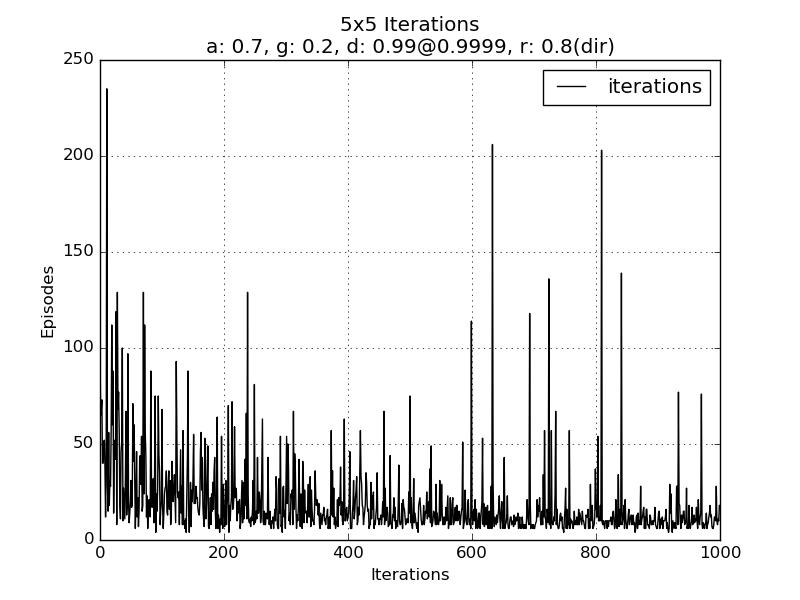 5x5 Iterations
a: 0.7, g: 0.2, d: 0.99@0.9999, r: 0.8(dir)
250
200
150
100
50
0
Episodes
iterations
0 200 400 600 800 1000
Iterations